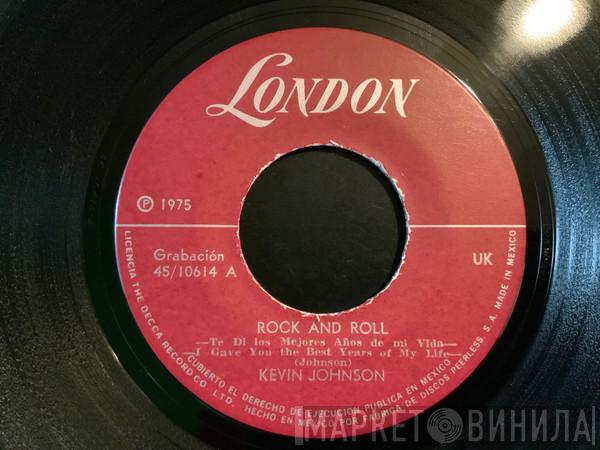 LONDON
℗ 1975
Grabación
45/10614 A
UK
ROCK AND ROLL
—Te Di los Mejores Años de mi Vida—
—I Gave You the Best Years of My Life—
(Johnson)
KEVIN JOHNSON
LICENCIA THE DECCA RECORD CO. LTD.
CUBIERTO EL DERECHO DE EJECUCION PUBLICA EN MEXICO
HECHO EN MEXICO POR FABRICA DE DISCOS PEERLESS, S. A. MADE IN MEXICO
МАРКЕТ ВИНИЛА